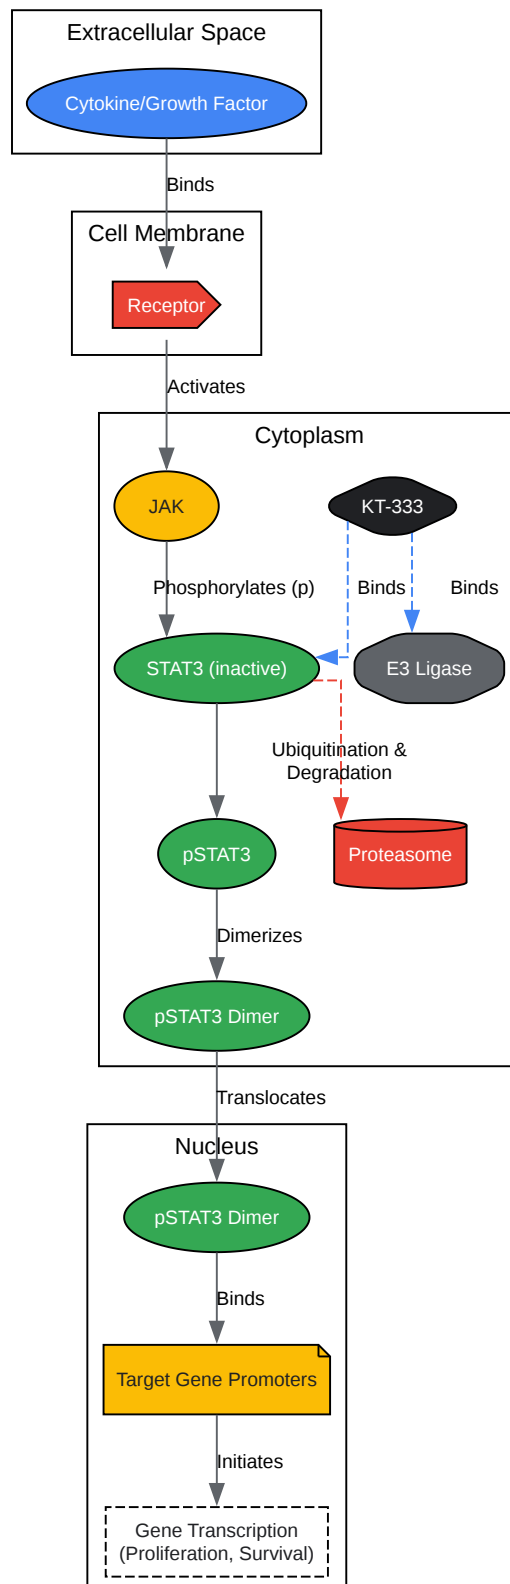 Extracellular Space
Cytokine/Growth Factor
Binds
Cell Membrane
Receptor
Activates
Cytoplasm
JAK
KT-333
Phosphorylates (p)
Binds
Binds
STAT3 (inactive)
E3 Ligase
Ubiquitination &
Degradation
pSTAT3
Proteasome
Dimerizes
pSTAT3 Dimer
Translocates
Nucleus
pSTAT3 Dimer
Binds
Target Gene Promoters
Initiates
Gene Transcription
(Proliferation, Survival)